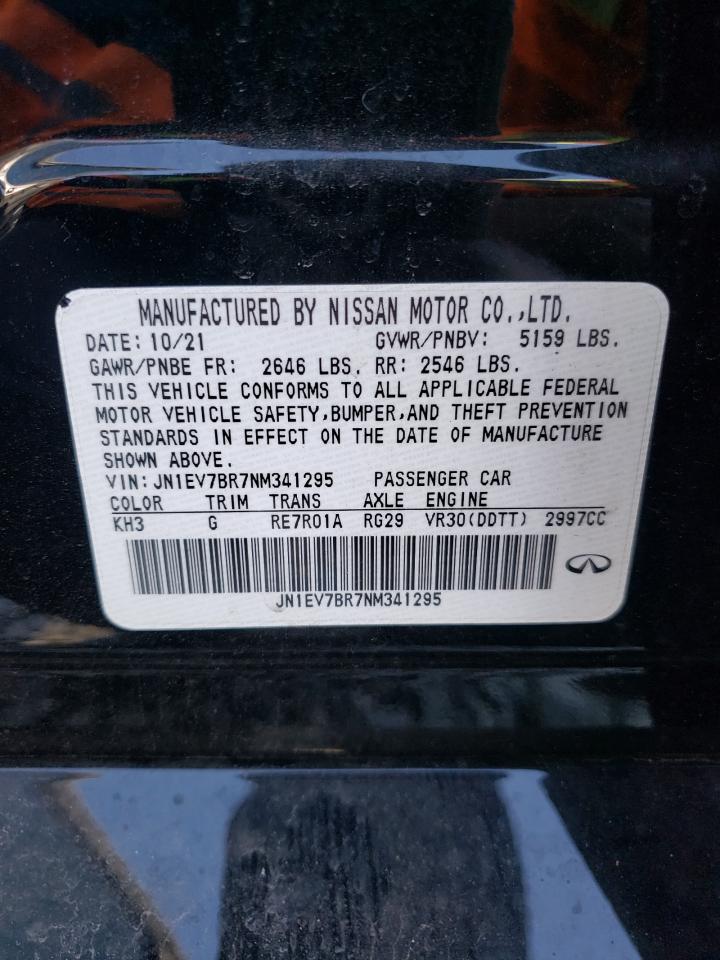 MANUFACTURED BY NISSAN MOTOR CO.,LTD.
DATE: 10/21 GVWR/PNBV: 5159 LBS.
GAWR/PNBE FR: 2646 LBS. RR: 2546 LBS.
THIS VEHICLE CONFORMS TO ALL APPLICABLE FEDERAL
MOTOR VEHICLE SAFETY,BUMPER,AND THEFT PREVENTION
STANDARDS IN EFFECT ON THE DATE OF MANUFACTURE
SHOWN ABOVE.
VIN: JN1EV7BR7NM341295 PASSENGER CAR
COLOR TRIM TRANS AXLE ENGINE
KH3 G RE7R01A RG29 VR30(DDTT) 2997CC
JN1EV7BR7NM341295